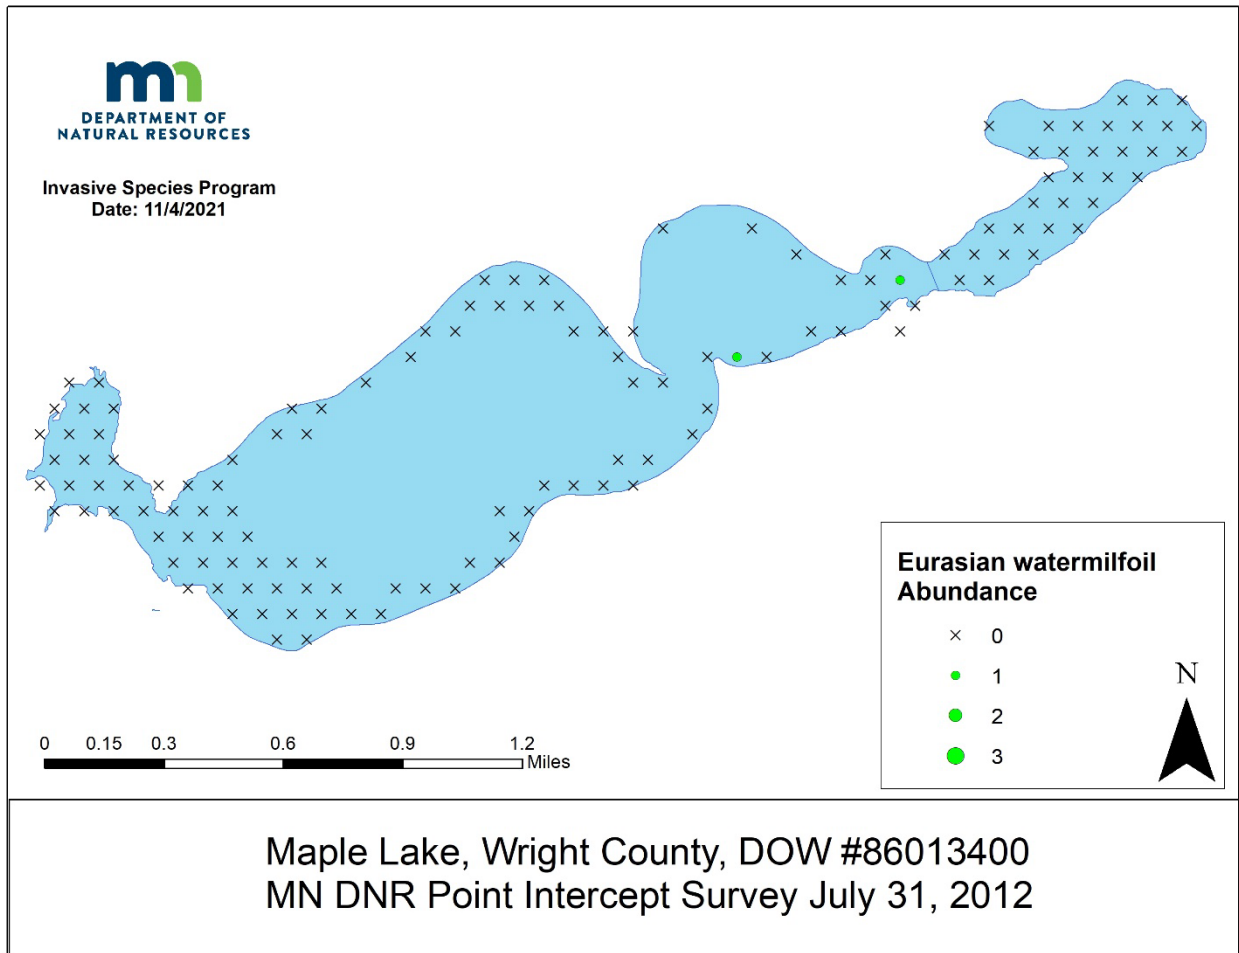 mn
DEPARTMENT OF
NATURAL RESOURCES
Invasive Species Program
Date: 11/4/2021
Eurasian watermilfoil
Abundance
0
1
2
3
N
0 0.15 0.3 0.6 0.9 1.2
Miles
Maple Lake, Wright County, DOW #86013400
MN DNR Point Intercept Survey July 31, 2012